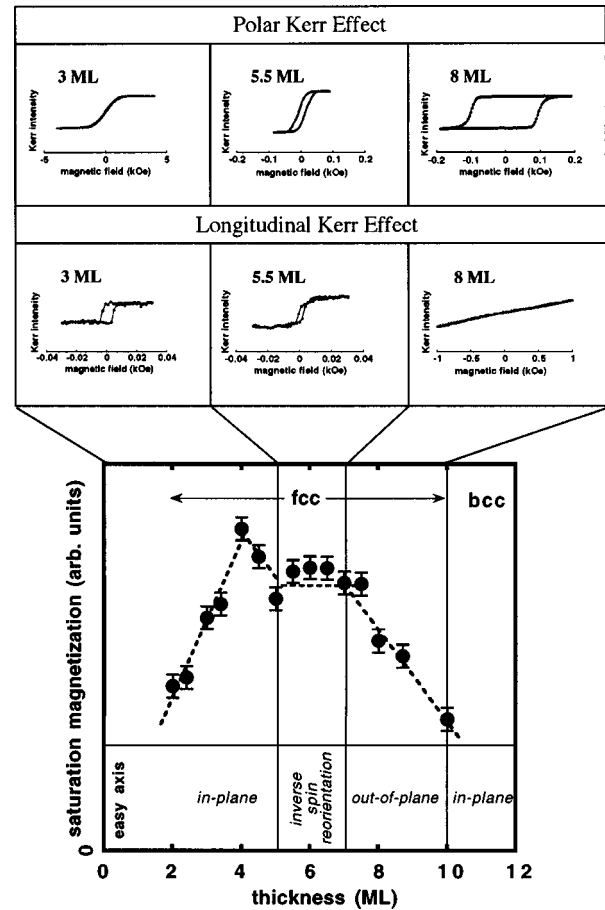 Polar Kerr Effect
3 ML
Kerr intensity
-5 0 5
magnetic field (kOe)
5.5 ML
Kerr intensity
-0.2 -0.1 0 0.1 0.2
magnetic field (kOe)
8 ML
Kerr intensity
-0.2 -0.1 0 0.1 0.2
magnetic field (kOe)
Longitudinal Kerr Effect
3 ML
Kerr intensity
-0.04 -0.02 0 0.02 0.04
magnetic field (kOe)
5.5 ML
Kerr intensity
-0.04 -0.02 0 0.02 0.04
magnetic field (kOe)
8 ML
Kerr intensity
-1 -0.5 0 0.5 1
magnetic field (kOe)
fcc
bcc
saturation magnetization (arb. units)
0
easy axis
in-plane
inverse
spin
reorientation
out-of-plane
in-plane
0 2 4 6 8 10 12
thickness (ML)